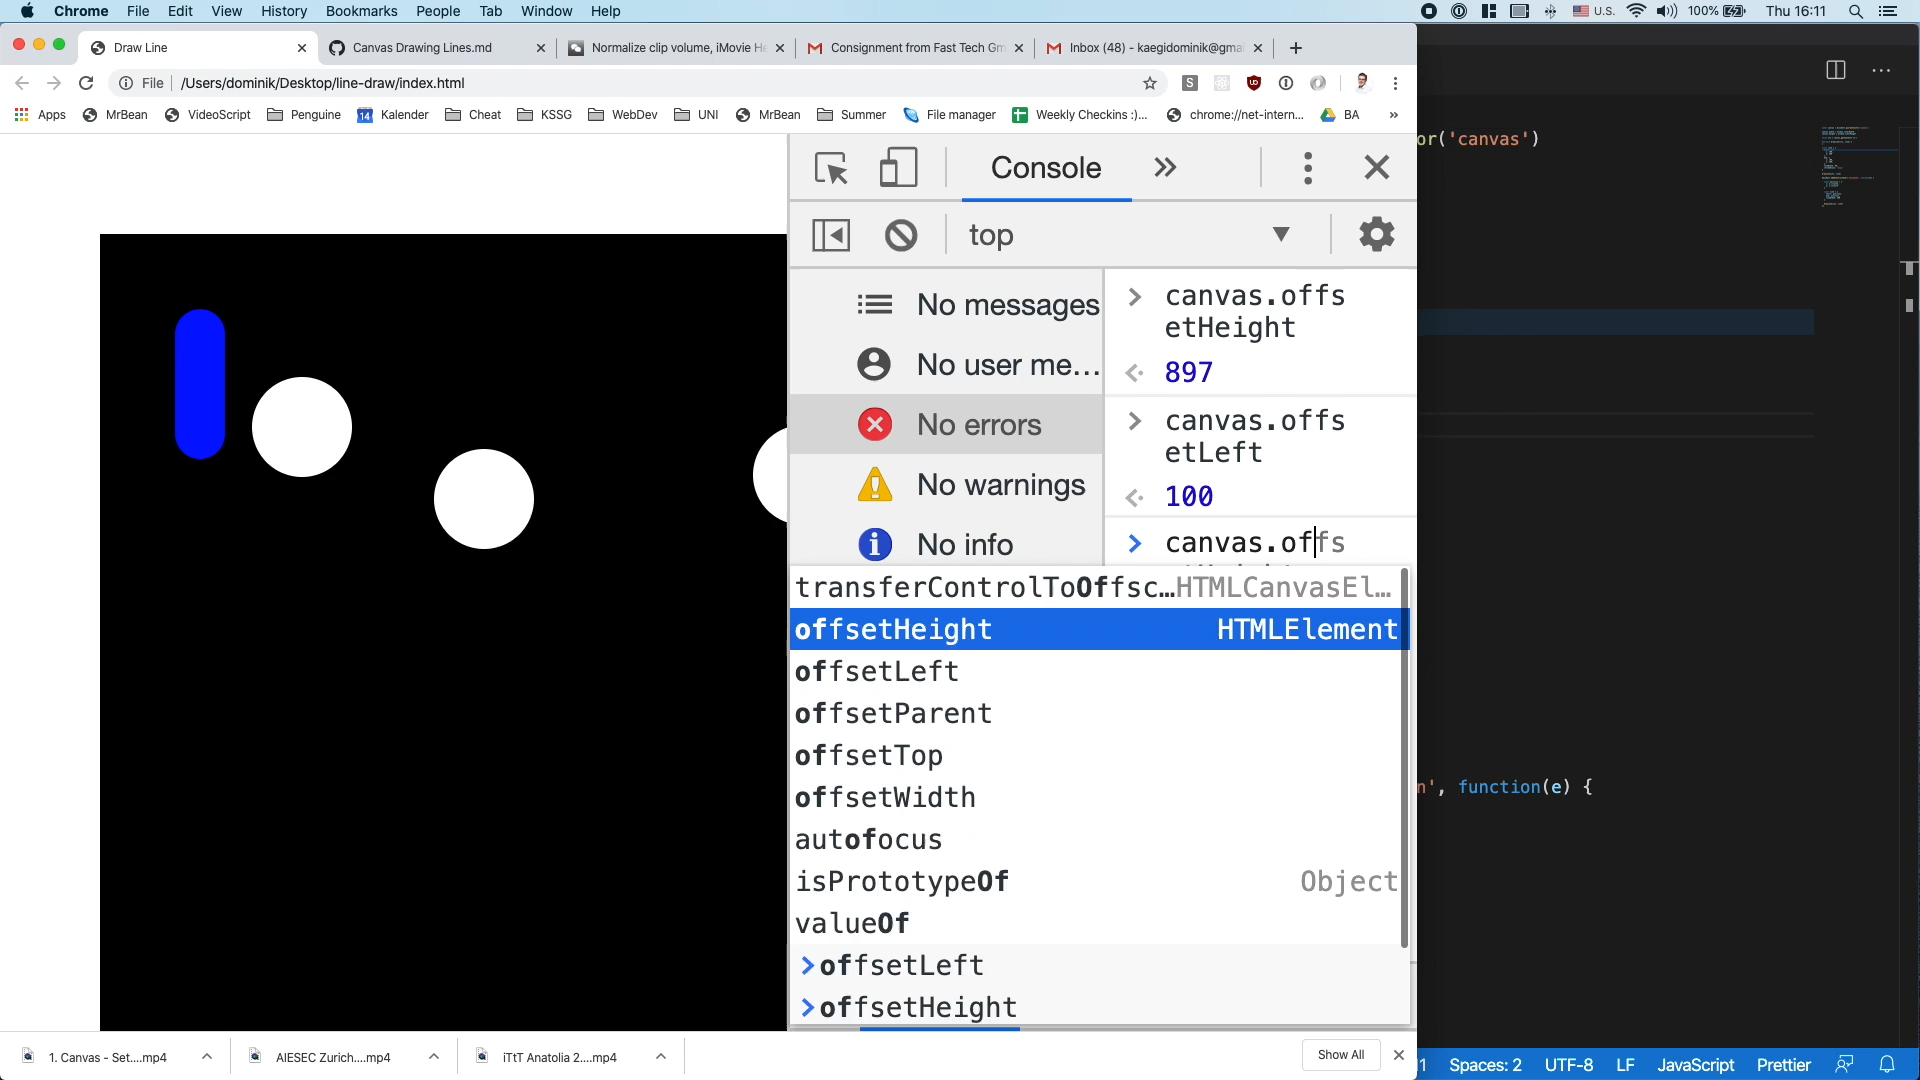 Chrome File Edit View History Bookmarks People Tab Window Help U.S. 100% Thu 16:11
Draw Line Canvas Drawing Lines.md Normalize clip volume, iMovie He Consignment from Fast Tech Gm Inbox (48) - kaegidominik@gmai
File /Users/dominik/Desktop/line-draw/index.html
Apps MrBean VideoScript Penguine 14 Kalender Cheat KSSG WebDev UNI MrBean Summer File manager Weekly Checkins :)... chrome://net-intern... BA »
Console
top
No messages
No user me...
No errors
No warnings
No info
canvas.offs
etHeight
897
canvas.offs
etLeft
100
canvas.offs
transferControlToOffsc…HTMLCanvasEl…
offsetHeight HTMLElement
offsetLeft
offsetParent
offsetTop
offsetWidth
autofocus
isPrototypeOf Object
valueOf
>offsetLeft
>offsetHeight
or('canvas')
n', function(e) {
1. Canvas - Set....mp4 AIESEC Zurich....mp4 iTtT Anatolia 2....mp4 Show All
Spaces: 2 UTF-8 LF JavaScript Prettier